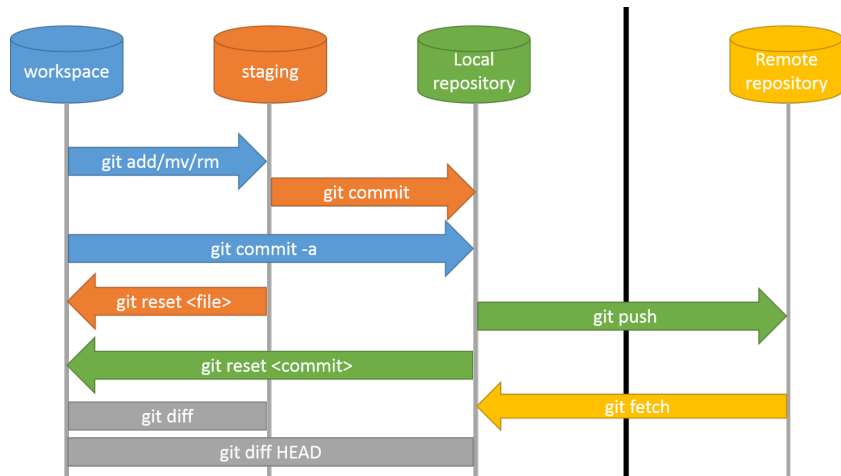 workspace
staging
Local
repository
Remote
repository
git add/mv/rm
git commit
git commit -a
git reset <file>
git push
git reset <commit>
git fetch
git diff
git diff HEAD